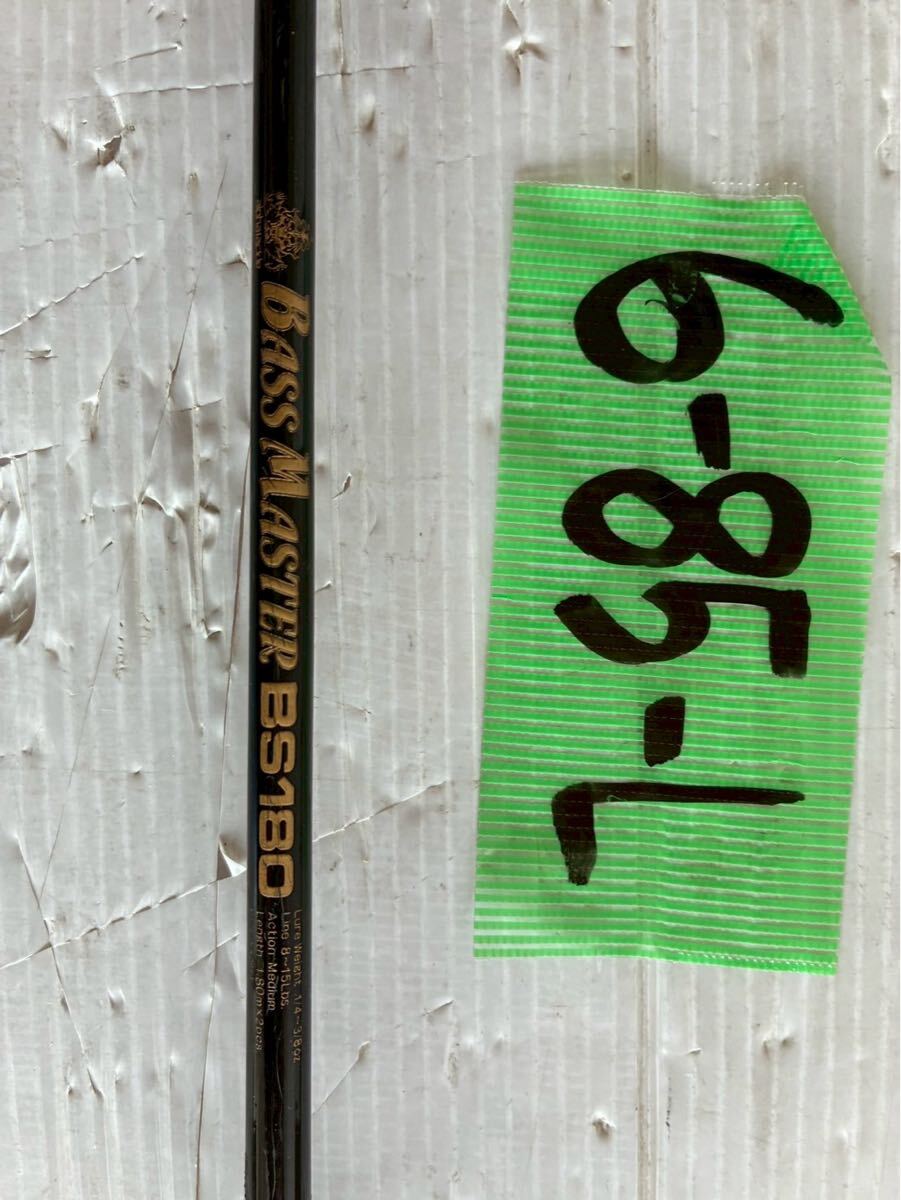 BASS MASTER BS180
Lure Weight 1/4~3/8oz
Line 8~15Lbs.
Action Medium
Length 1.80m×2pcs
6-85-L